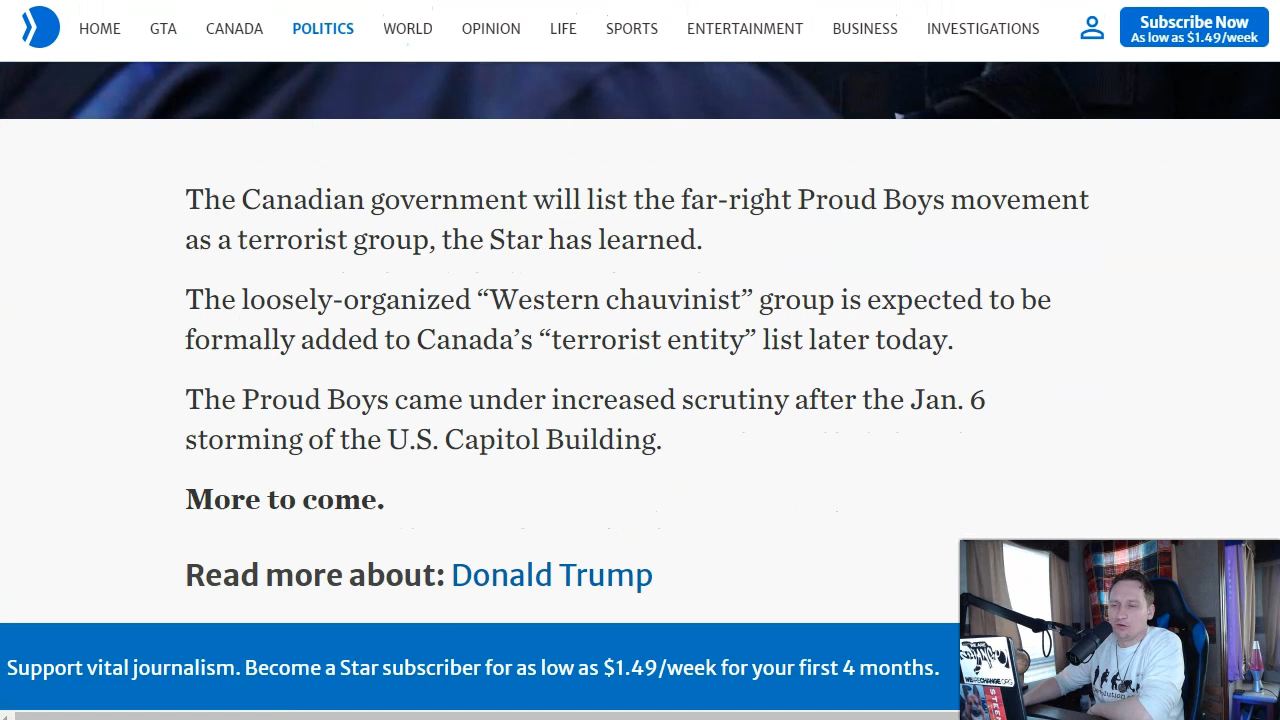 HOME GTA CANADA POLITICS WORLD OPINION LIFE SPORTS ENTERTAINMENT BUSINESS INVESTIGATIONS
Subscribe Now
As low as $1.49/week
The Canadian government will list the far-right Proud Boys movement
as a terrorist group, the Star has learned.
The loosely-organized “Western chauvinist” group is expected to be
formally added to Canada’s “terrorist entity” list later today.
The Proud Boys came under increased scrutiny after the Jan. 6
storming of the U.S. Capitol Building.
More to come.
Read more about: Donald Trump
Support vital journalism. Become a Star subscriber for as low as $1.49/week for your first 4 months.
WEARECHANGE.ORG